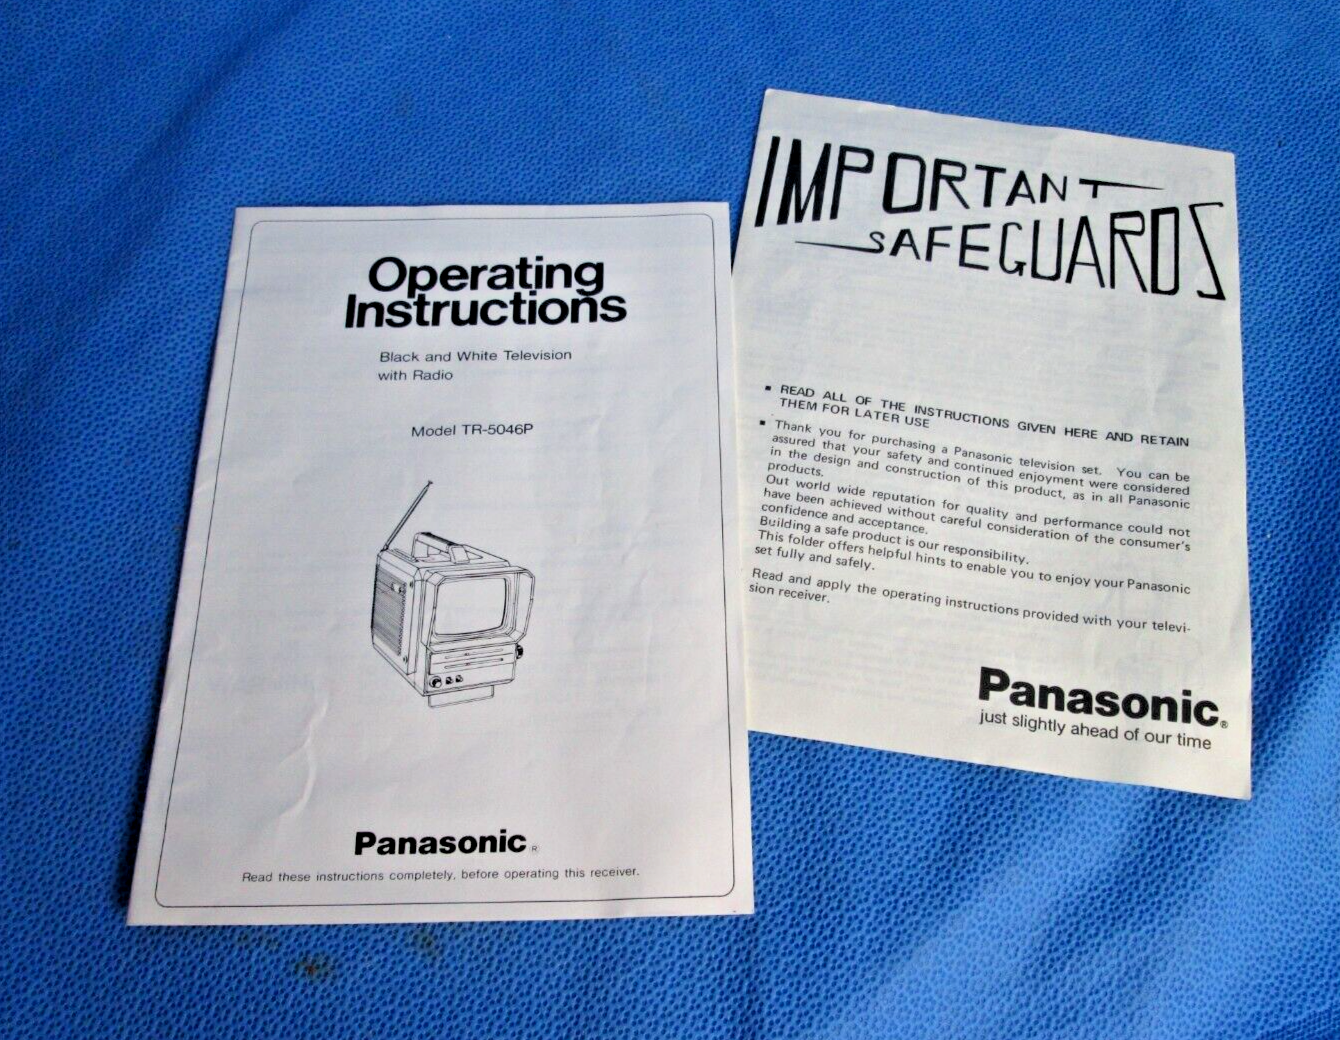 Operating
Instructions
Black and White Television
with Radio
Model TR-5046P
Panasonic®
Read these instructions completely, before operating this receiver.
IMPORTANT
SAFEGUARDS
▪ READ ALL OF THE INSTRUCTIONS GIVEN HERE AND RETAIN
THEM FOR LATER USE
▪ Thank you for purchasing a Panasonic television set. You can be
assured that your safety and continued enjoyment were considered
in the design and construction of this product, as in all Panasonic
products.
Out world wide reputation for quality and performance could not
have been achieved without careful consideration of the consumer's
confidence and acceptance.
Building a safe product is our responsibility.
This folder offers helpful hints to enable you to enjoy your Panasonic
set fully and safely.
Read and apply the operating instructions provided with your televi-
sion receiver.
Panasonic®
just slightly ahead of our time